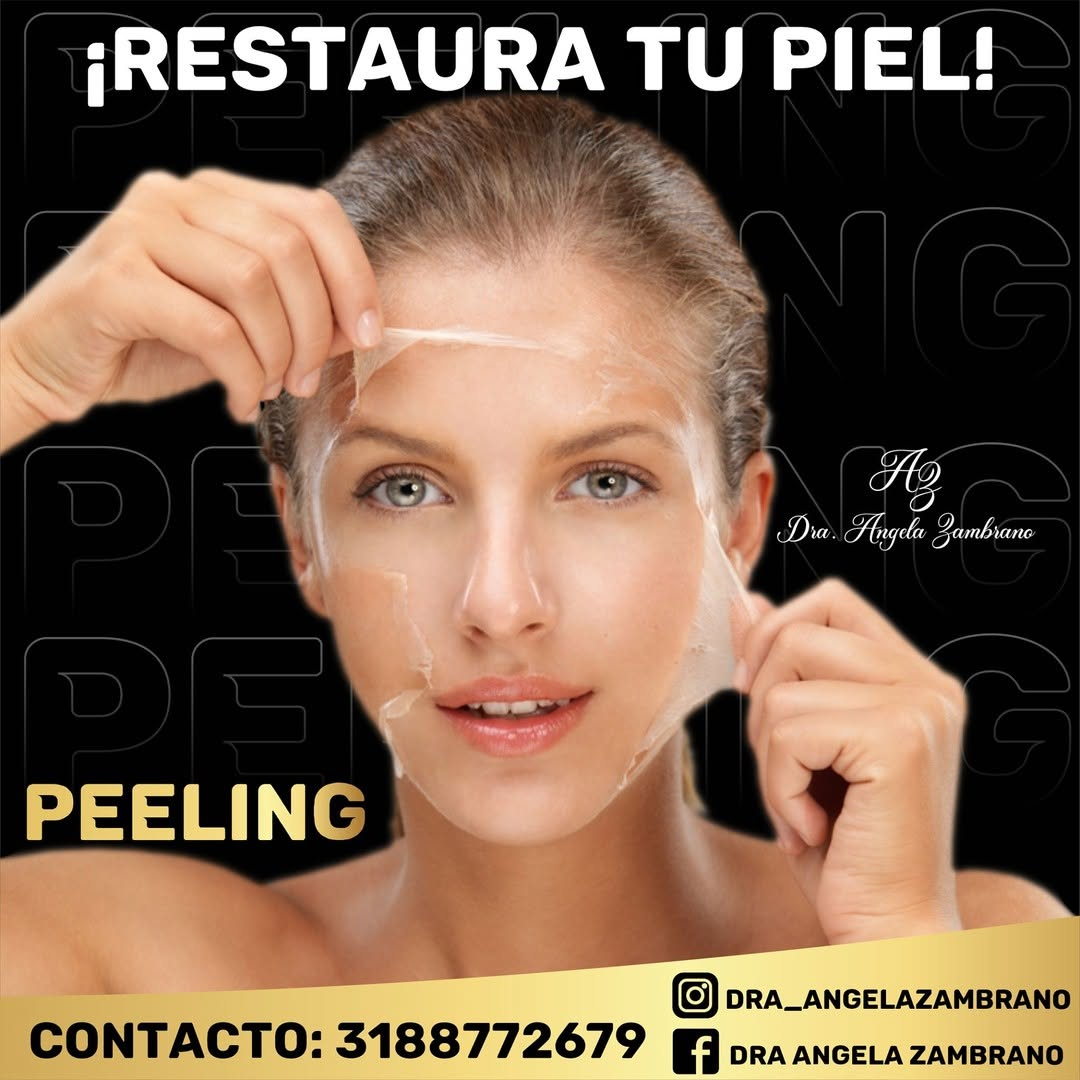 ¡RESTAURA TU PIEL!
PEELING
PEELING
AZ
Dra. Angela Zambrano
PEELING
PEELING
PEELING
CONTACTO: 3188772679
DRA_ANGELAZAMBRANO
DRA ANGELA ZAMBRANO